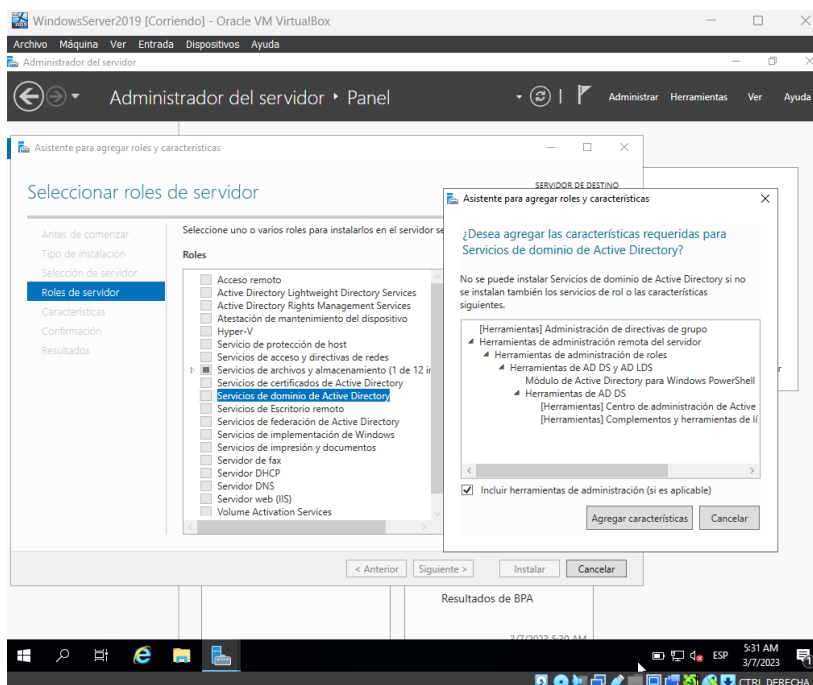 WindowsServer2019 [Corriendo] - Oracle VM VirtualBox
Archivo Máquina Ver Entrada Dispositivos Ayuda
Administrador del servidor
Administrador del servidor • Panel
Administrar Herramientas Ver Ayuda
Asistente para agregar roles y características
Seleccionar roles de servidor
SERVIDOR DE DESTINO
Antes de comenzar
Tipo de instalación
Selección de servidor
Roles de servidor
Características
Confirmación
Resultados
Seleccione uno o varios roles para instalarlos en el servidor se
Roles
Acceso remoto
Active Directory Lightweight Directory Services
Active Directory Rights Management Services
Atestación de mantenimiento del dispositivo
Hyper-V
Servicio de protección de host
Servicios de acceso y directivas de redes
Servicios de archivos y almacenamiento (1 de 12 in
Servicios de certificados de Active Directory
Servicios de dominio de Active Directory
Servicios de Escritorio remoto
Servicios de federación de Active Directory
Servicios de implementación de Windows
Servicios de impresión y documentos
Servidor de fax
Servidor DHCP
Servidor DNS
Servidor web (IIS)
Volume Activation Services
< Anterior
Siguiente >
Instalar
Cancelar
Asistente para agregar roles y características
¿Desea agregar las características requeridas para
Servicios de dominio de Active Directory?
No se puede instalar Servicios de dominio de Active Directory si no
se instalan también los servicios de rol o las características
siguientes.
[Herramientas] Administración de directivas de grupo
Herramientas de administración remota del servidor
Herramientas de administración de roles
Herramientas de AD DS y AD LDS
Módulo de Active Directory para Windows PowerShell
Herramientas de AD DS
[Herramientas] Centro de administración de Active
[Herramientas] Complementos y herramientas de lí
Incluir herramientas de administración (si es aplicable)
Agregar características
Cancelar
Resultados de BPA
3/7/2023 5:30 AM
ESP
5:31 AM
3/7/2023
CTRL DERECHA